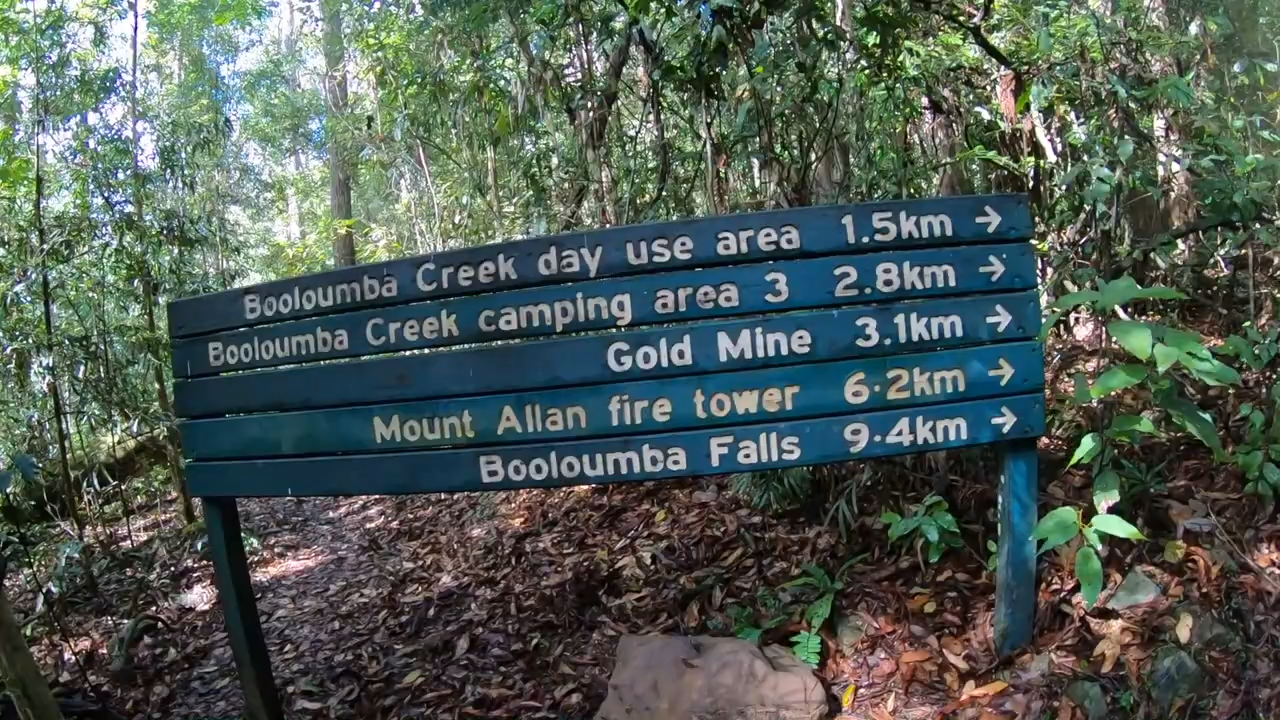 Booloumba Creek day use area 1.5km →
Booloumba Creek camping area 3 2.8km →
Gold Mine 3.1km →
Mount Allan fire tower 6.2km →
Booloumba Falls 9.4km →